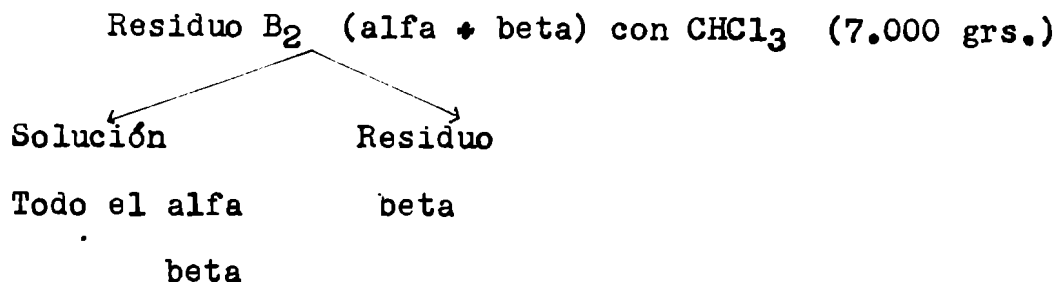 Residuo B2 (alfa + beta) con CHCl3 (7.000 grs.)
Solución Residuo
Todo el alfa beta
beta